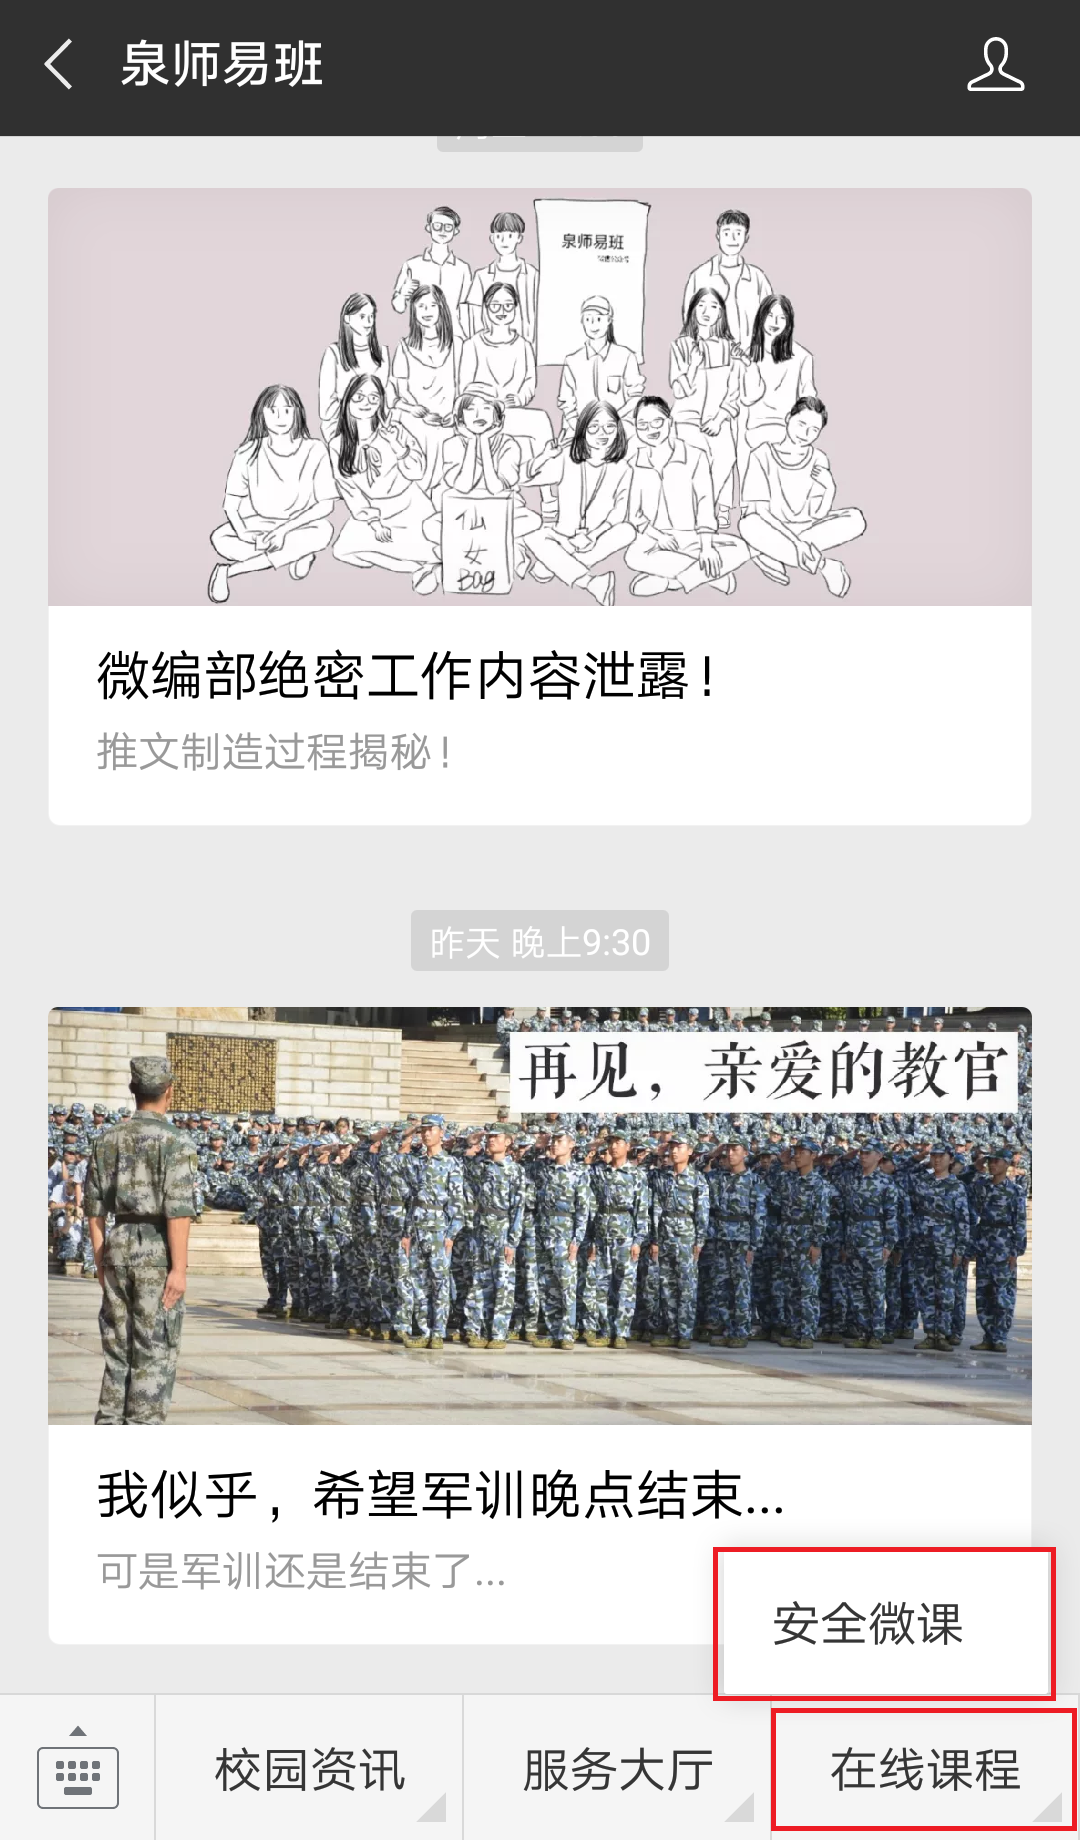 泉师易班
泉师易班
仙
女
Bag
微编部绝密工作内容泄露！
推文制造过程揭秘！
昨天 晚上9:30
再见，亲爱的教官
我似乎，希望军训晚点结束...
可是军训还是结束了...
安全微课
校园资讯
服务大厅
在线课程